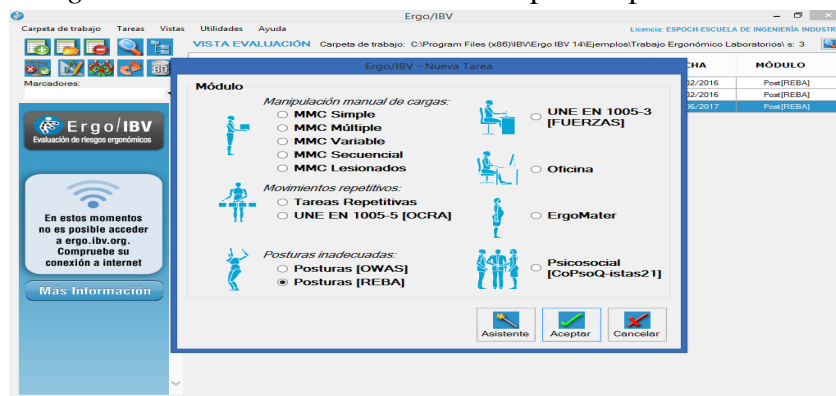 Ergo/IBV
Carpeta de trabajo Tareas Vistas Utilidades Ayuda
Licencia: ESPOCH-ESCUELA DE INGENIERÍA INDUSTR
VISTA EVALUACIÓN Carpeta de trabajo: C:\Program Files (x86)\IBV\Ergo IBV 14\Ejemplos\Trabajo Ergonómico Laboratorios\ s: 3
Marcadores:
CHA MÓDULO
02/2016 Post[REBA]
02/2016 Post[REBA]
06/2017 Post[REBA]
Ergo/IBV
Evaluación de riesgos ergonómicos
En estos momentos
no es posible acceder
a ergo.ibv.org.
Compruebe su
conexión a internet
Más Información
Ergo/IBV - Nueva Tarea
Módulo
Manipulación manual de cargas:
MMC Simple
MMC Múltiple
MMC Variable
MMC Secuencial
MMC Lesionados
Movimientos repetitivos:
Tareas Repetitivas
UNE EN 1005-5 [OCRA]
Posturas inadecuadas:
Posturas [OWAS]
Posturas [REBA]
UNE EN 1005-3
[FUERZAS]
Oficina
ErgoMater
Psicosocial
[CoPsoQ-istas21]
Asistente Aceptar Cancelar